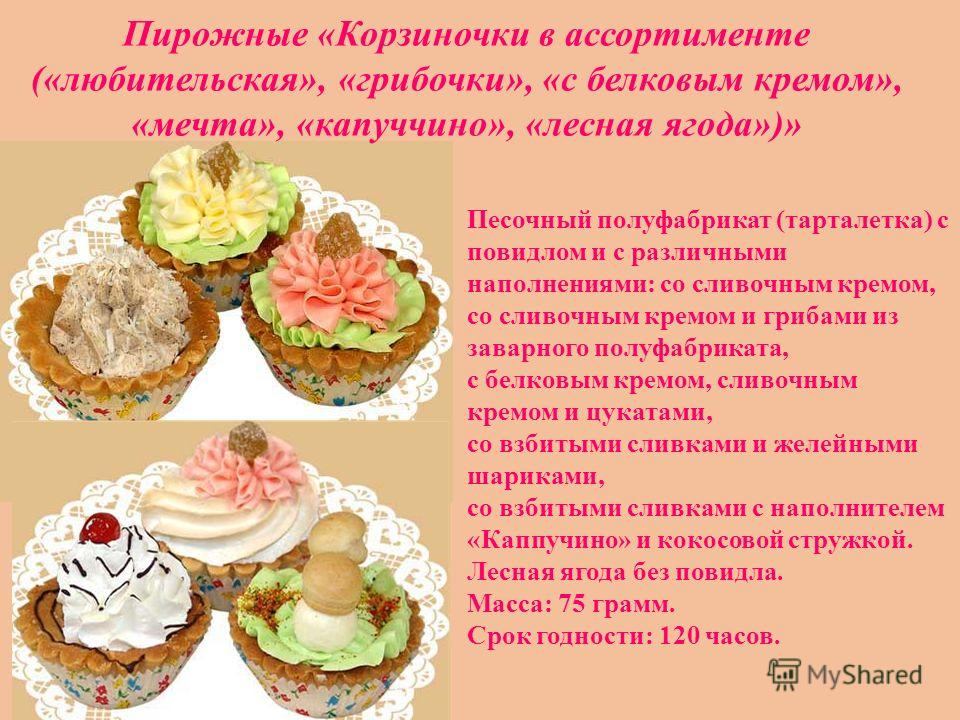 Пирожные «Корзиночки в ассортименте
(«любительская», «грибочки», «с белковым кремом»,
«мечта», «капуччино», «лесная ягода»)»
Песочный полуфабрикат (тарталетка) с
повидлом и с различными
наполнениями: со сливочным кремом,
со сливочным кремом и грибами из
заварного полуфабриката,
с белковым кремом, сливочным
кремом и цукатами,
со взбитыми сливками и желейными
шариками,
со взбитыми сливками с наполнителем
«Каппучино» и кокосовой стружкой.
Лесная ягода без повидла.
Масса: 75 грамм.
Срок годности: 120 часов.
MyShared